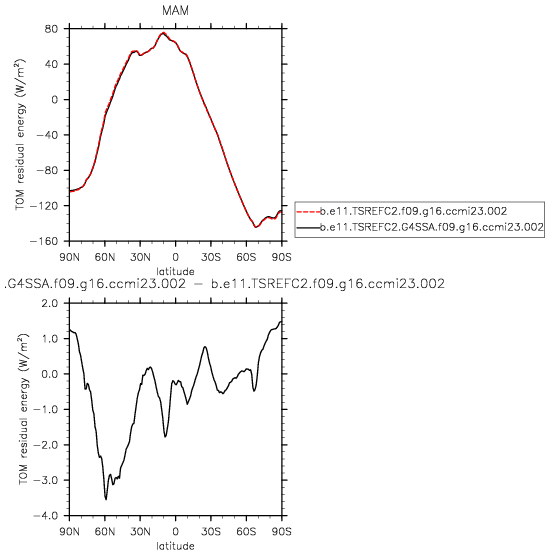 MAM
80
40
0
−40
−80
−120
−160
TOM residual energy (W/m²)
90N 60N 30N 0 30S 60S 90S
latitude
b.e11.TSREFC2.f09.g16.ccmi23.002
b.e11.TSREFC2.G4SSA.f09.g16.ccmi23.002
.G4SSA.f09.g16.ccmi23.002 − b.e11.TSREFC2.f09.g16.ccmi23.002
2.0
1.0
0.0
−1.0
−2.0
−3.0
−4.0
TOM residual energy (W/m²)
90N 60N 30N 0 30S 60S 90S
latitude